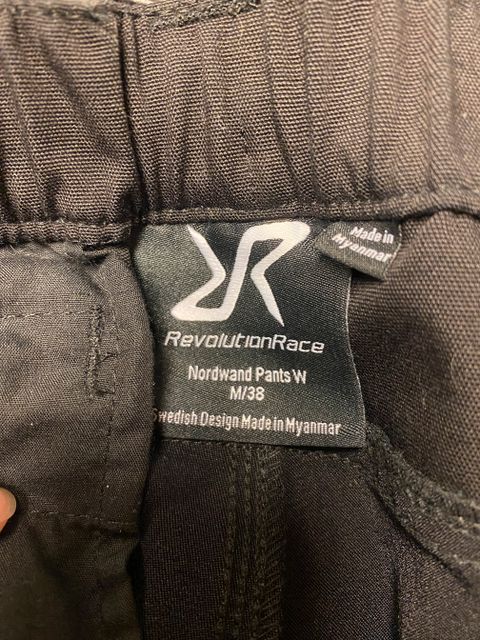 Made in
Myanmar
RevolutionRace
Nordwand Pants W
M/38
Swedish Design Made in Myanmar